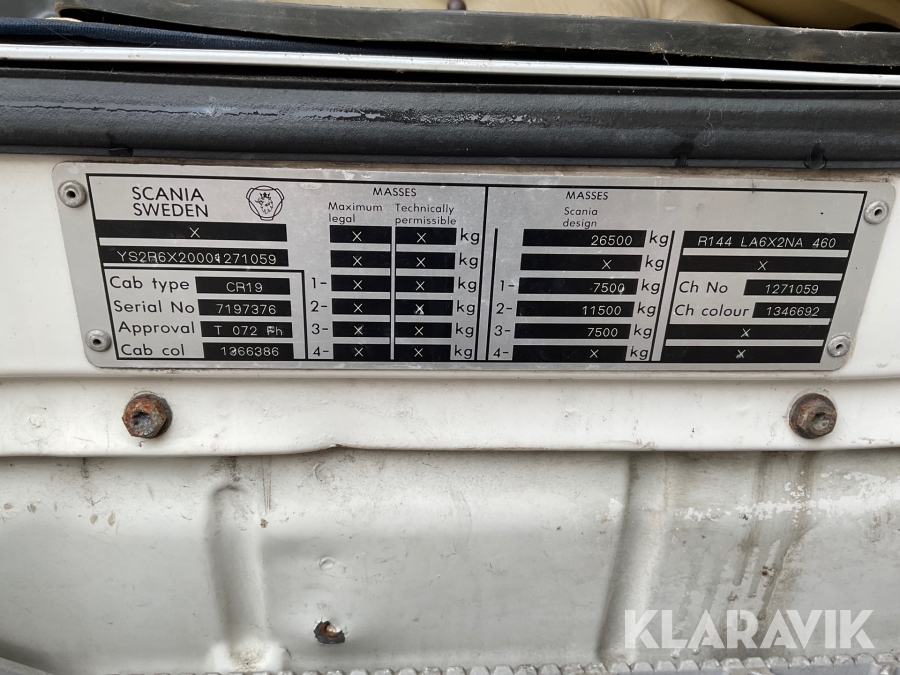 SCANIA
SWEDEN
X
YS2R6X20001271059
Cab type CR19
Serial No 7197376
Approval T 072 Fh
Cab col 1366386
MASSES
Maximum legal Technically permissible
X X kg
X X kg
1- X X kg
2- X X kg
3- X X kg
4- X X kg
MASSES
Scania
design
26500 kg
X kg
1- 7500 kg
2- 11500 kg
3- 7500 kg
4- X kg
R144 LA6X2NA 460
X
Ch No 1271059
Ch colour 1346692
X
X
KLARAVIK